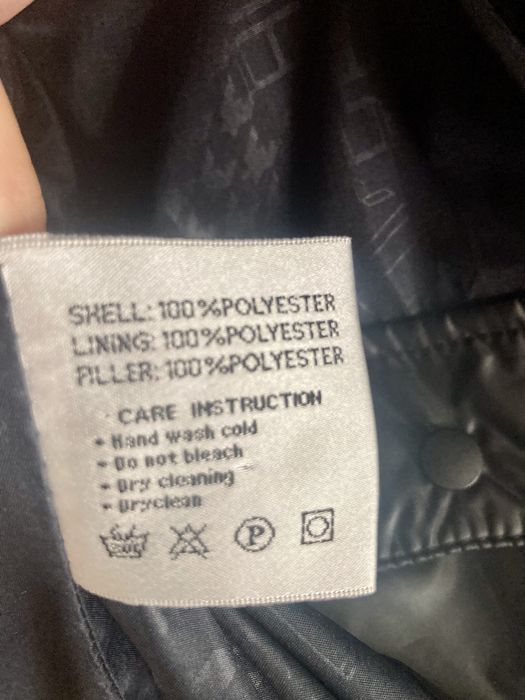 SHELL: 100%POLYESTER
LINING: 100%POLYESTER
FILLER: 100%POLYESTER
CARE INSTRUCTION
• Hand wash cold
• Do not bleach
• Dry cleaning
• Dryclean
P